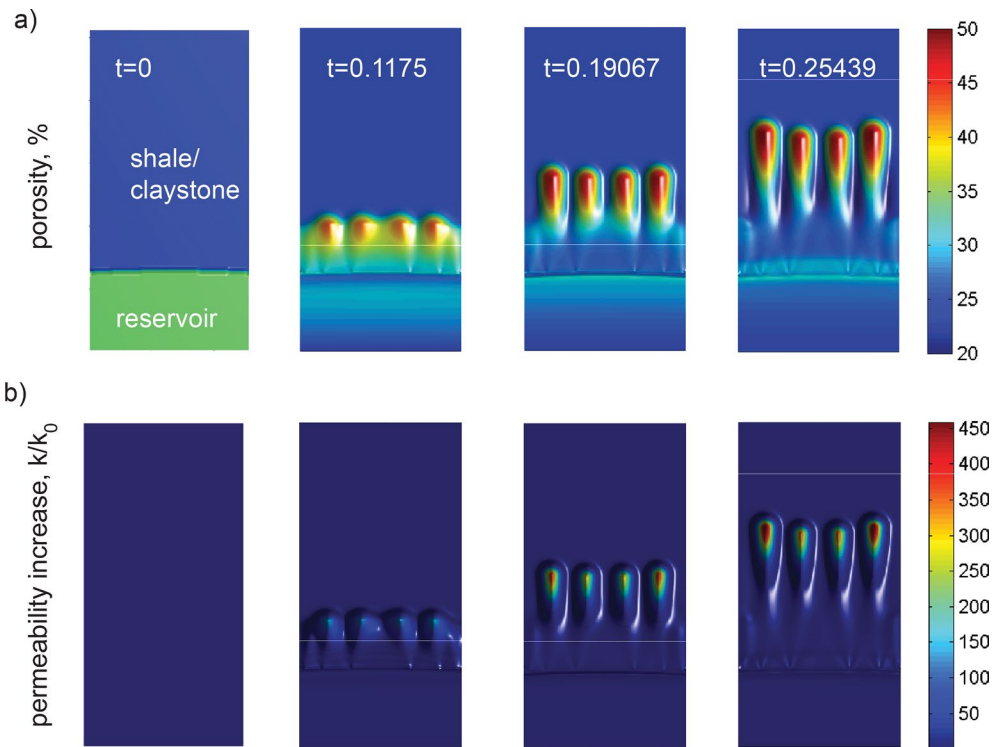 a)
t=0
t=0.1175
t=0.19067
t=0.25439
shale/
claystone
reservoir
porosity, %
50
45
40
35
30
25
20
b)
permeability increase, k/k₀
450
400
350
300
250
200
150
100
50